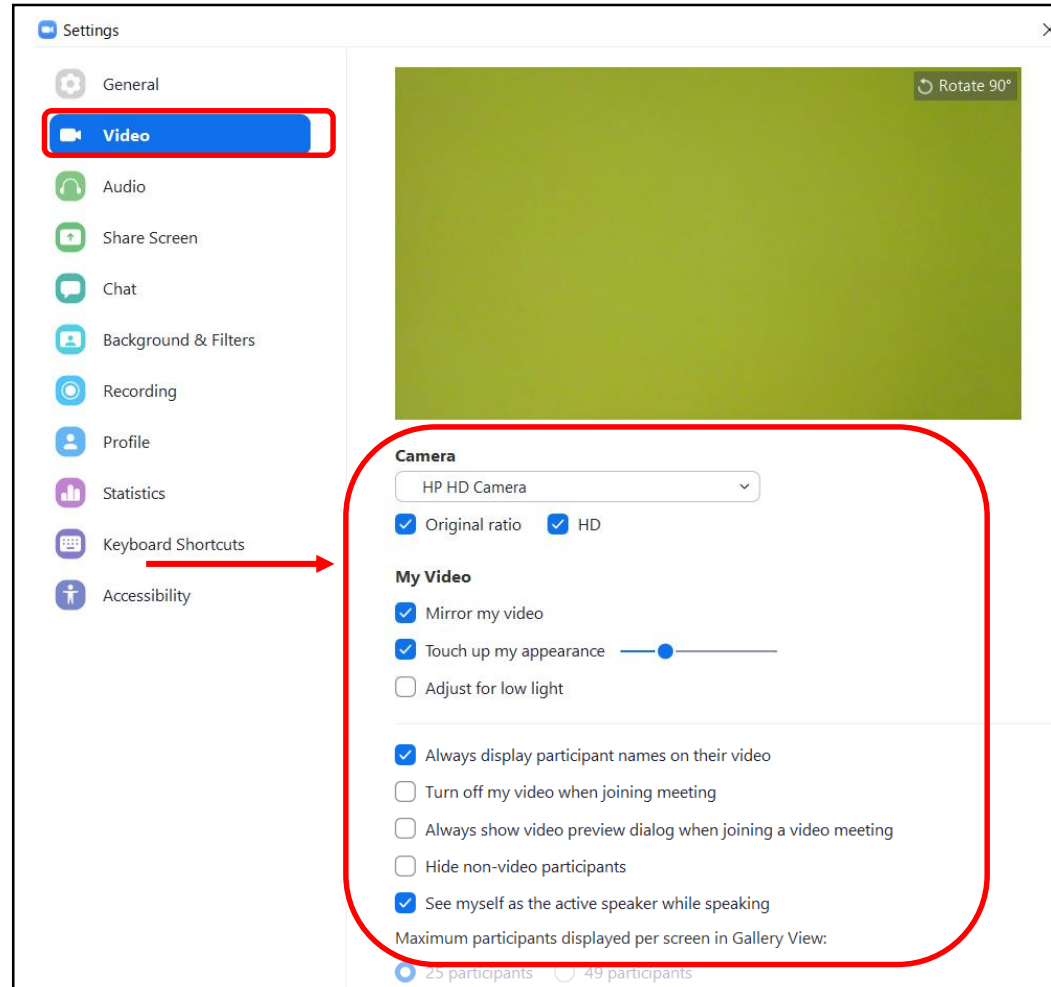 Settings
General
Video
Audio
Share Screen
Chat
Background & Filters
Recording
Profile
Statistics
Keyboard Shortcuts
Accessibility
Rotate 90°
Camera
HP HD Camera
Original ratio HD
My Video
Mirror my video
Touch up my appearance
Adjust for low light
Always display participant names on their video
Turn off my video when joining meeting
Always show video preview dialog when joining a video meeting
Hide non-video participants
See myself as the active speaker while speaking
Maximum participants displayed per screen in Gallery View:
25 participants 49 participants